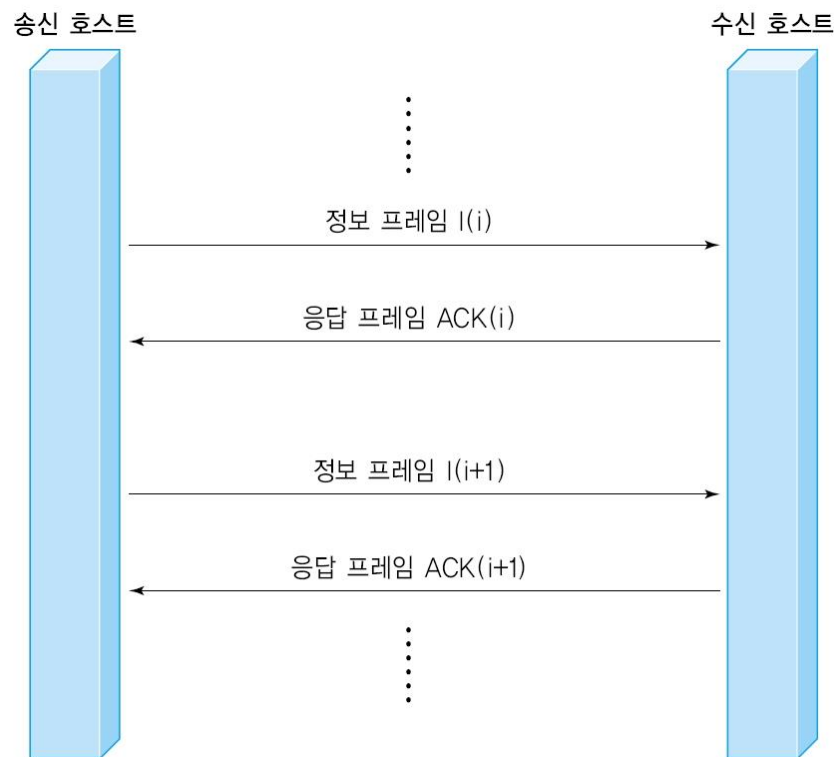 송신 호스트
수신 호스트
정보 프레임 I(i)
응답 프레임 ACK(i)
정보 프레임 I(i+1)
응답 프레임 ACK(i+1)